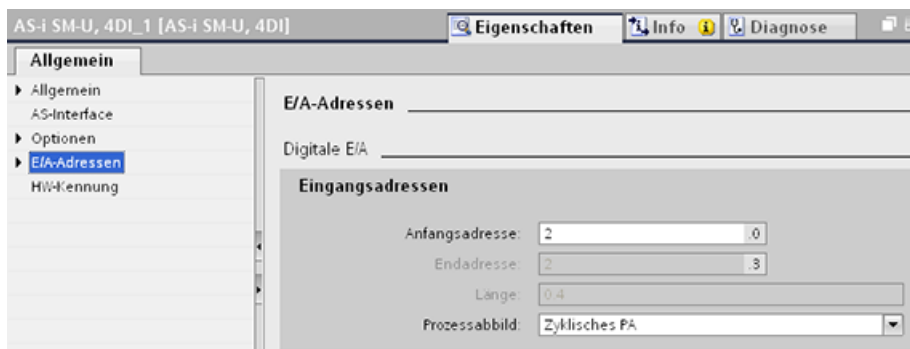 AS-i SM-U, 4DI_1 [AS-i SM-U, 4DI]
Eigenschaften
Info
Diagnose
Allgemein
Allgemein
AS-Interface
Optionen
E/A-Adressen
HW-Kennung
E/A-Adressen
Digitale E/A
Eingangsadressen
Anfangsadresse: 2 .0
Endadresse: 2 .3
Länge: 0.4
Prozessabbild: Zyklisches PA